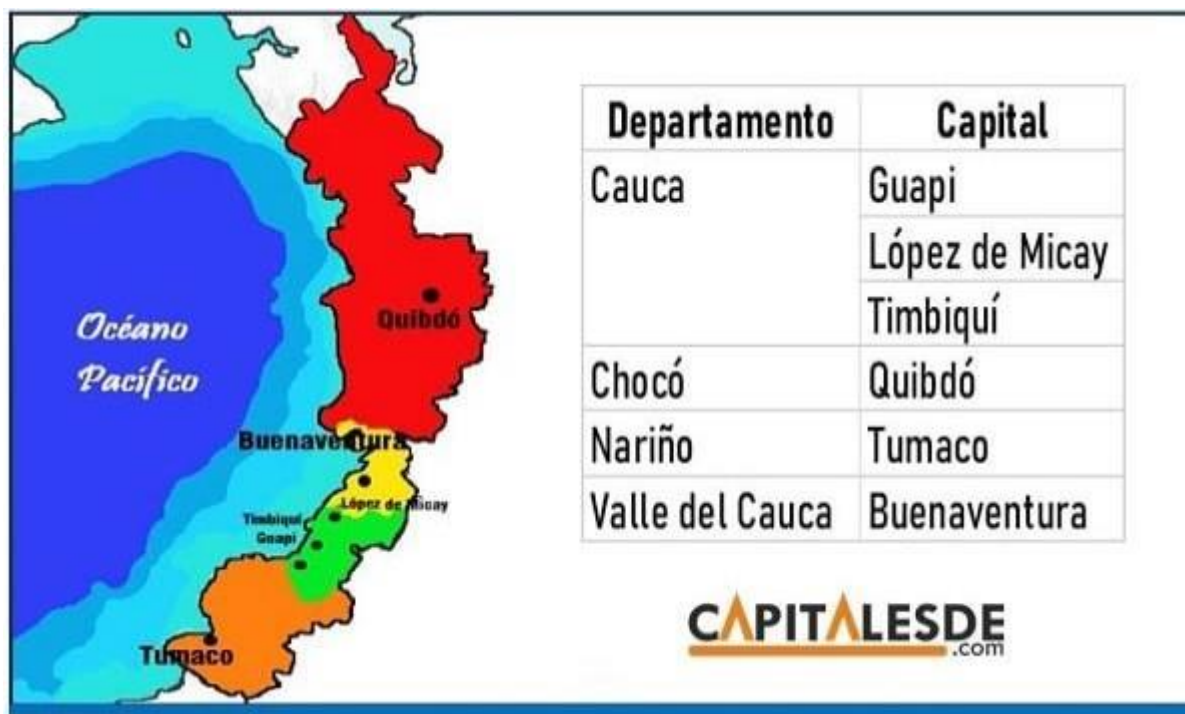 Océano
Pacífico
Quibdó
Buenaventura
López de Micay
Timbiquí
Guapi
Tumaco
Departamento Capital
Cauca Guapi
López de Micay
Timbiquí
Chocó Quibdó
Nariño Tumaco
Valle del Cauca Buenaventura
CAPITALESDE
.com